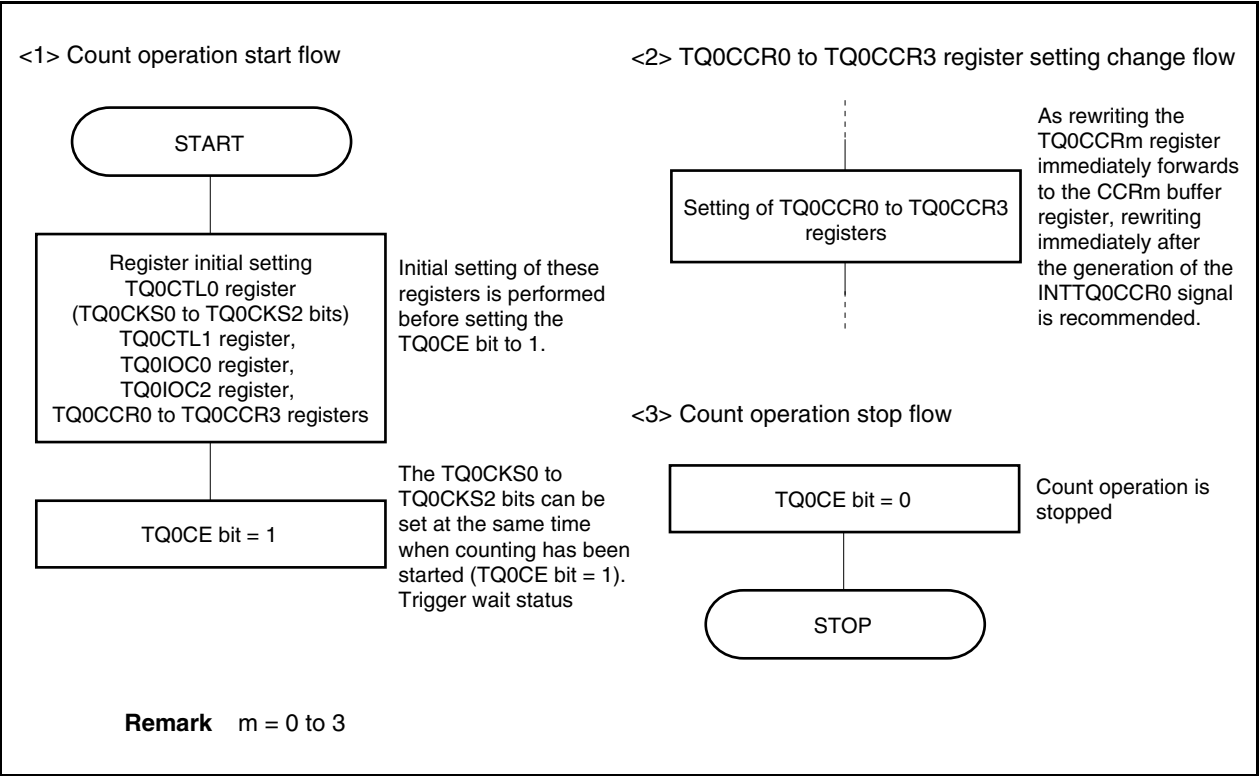 <1> Count operation start flow
START
Register initial setting
TQ0CTL0 register
(TQ0CKS0 to TQ0CKS2 bits)
TQ0CTL1 register,
TQ0IOC0 register,
TQ0IOC2 register,
TQ0CCR0 to TQ0CCR3 registers
Initial setting of these
registers is performed
before setting the
TQ0CE bit to 1.
TQ0CE bit = 1
The TQ0CKS0 to
TQ0CKS2 bits can be
set at the same time
when counting has been
started (TQ0CE bit = 1).
Trigger wait status
<2> TQ0CCR0 to TQ0CCR3 register setting change flow
Setting of TQ0CCR0 to TQ0CCR3
registers
As rewriting the
TQ0CCRm register
immediately forwards
to the CCRm buffer
register, rewriting
immediately after
the generation of the
INTTQ0CCR0 signal
is recommended.
<3> Count operation stop flow
TQ0CE bit = 0
Count operation is
stopped
STOP
Remark m = 0 to 3